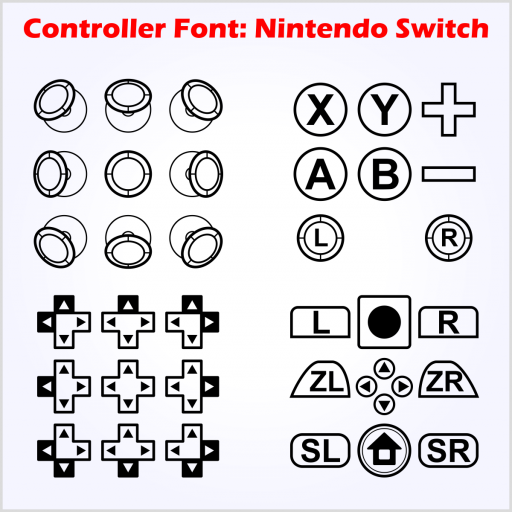 Controller Font: Nintendo Switch
X Y
A B
L R
L R
ZL ZR
SL SR